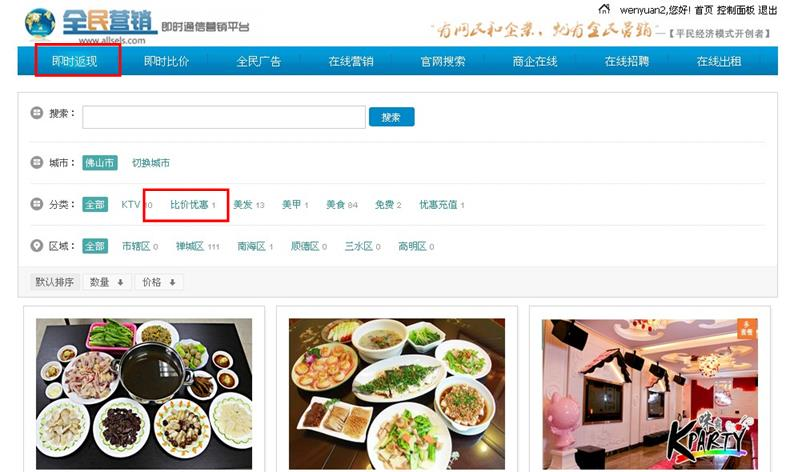 wenyuan2,您好! 首页 控制面板 退出
全民营销 即时通信营销平台
www.allsels.com
“方网民和企业、地方全民营销”—【平民经济模式开创者】
即时返现 即时比价 全民广告 在线营销 官网搜索 商企在线 在线招聘 在线出租
搜索： 搜索
城市： 佛山市 切换城市
分类： 全部 KTV 10 比价优惠 1 美发 13 美甲 1 美食 84 免费 2 优惠充值 1
区域： 全部 市辖区 0 禅城区 111 南海区 1 顺德区 0 三水区 0 高明区 0
默认排序 数量 价格
套餐
K PARTY